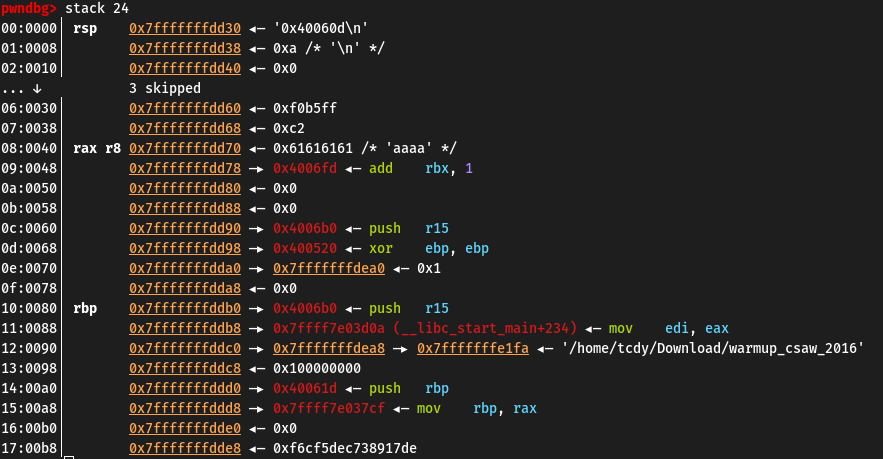 pwndbg> stack 24
00:0000│ rsp 0x7fffffffdd30 ◂— '0x40060d\n'
01:0008│ 0x7fffffffdd38 ◂— 0xa /* '\n' */
02:0010│ 0x7fffffffdd40 ◂— 0x0
... ↓ 3 skipped
06:0030│ 0x7fffffffdd60 ◂— 0xf0b5ff
07:0038│ 0x7fffffffdd68 ◂— 0xc2
08:0040│ rax r8 0x7fffffffdd70 ◂— 0x61616161 /* 'aaaa' */
09:0048│ 0x7fffffffdd78 —▸ 0x4006fd ◂— add rbx, 1
0a:0050│ 0x7fffffffdd80 ◂— 0x0
0b:0058│ 0x7fffffffdd88 ◂— 0x0
0c:0060│ 0x7fffffffdd90 —▸ 0x4006b0 ◂— push r15
0d:0068│ 0x7fffffffdd98 —▸ 0x400520 ◂— xor ebp, ebp
0e:0070│ 0x7fffffffdda0 —▸ 0x7fffffffdea0 ◂— 0x1
0f:0078│ 0x7fffffffdda8 ◂— 0x0
10:0080│ rbp 0x7fffffffddb0 —▸ 0x4006b0 ◂— push r15
11:0088│ 0x7fffffffddb8 —▸ 0x7ffff7e03d0a (__libc_start_main+234) ◂— mov edi, eax
12:0090│ 0x7fffffffddc0 —▸ 0x7fffffffdea8 —▸ 0x7fffffffe1fa ◂— '/home/tcdy/Download/warmup_csaw_2016'
13:0098│ 0x7fffffffddc8 ◂— 0x100000000
14:00a0│ 0x7fffffffddd0 —▸ 0x40061d ◂— push rbp
15:00a8│ 0x7fffffffddd8 —▸ 0x7ffff7e037cf ◂— mov rbp, rax
16:00b0│ 0x7fffffffdde0 ◂— 0x0
17:00b8│ 0x7fffffffdde8 ◂— 0xf6cf5dec738917de